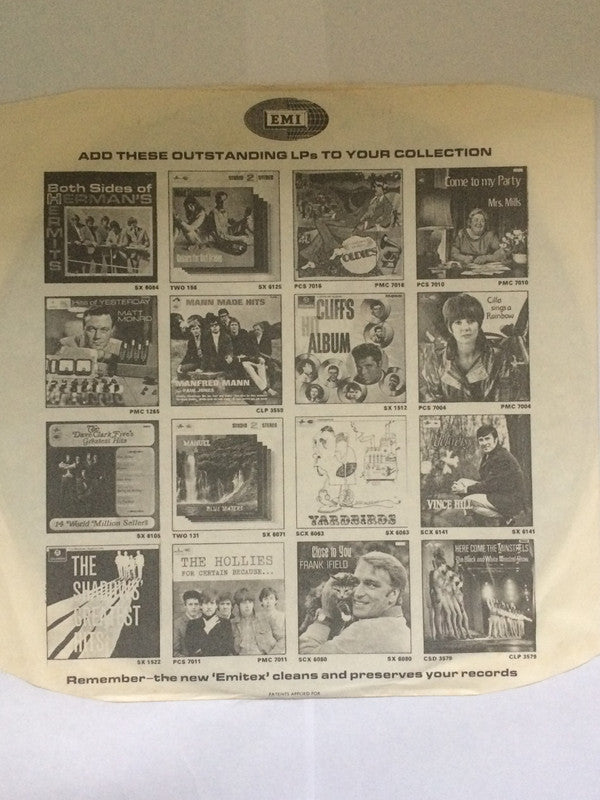 EMI
ADD THESE OUTSTANDING LPs TO YOUR COLLECTION
Both Sides of
HERMAN'S
HERMITS
SX 6084
STUDIO 2 STEREO
TWO 156
SX 6125
OLDIES
PCS 7016
PMC 7016
Come to my Party
Mrs. Mills
PCS 7010
PMC 7010
Hits of YESTERDAY
MATT
MONRO
PMC 1265
MANN MADE HITS
MANFRED MANN
with PAUL JONES
CLP 3559
CLIFF'S
HIT
ALBUM
SX 1512
Cilla
sings a
Rainbow
PCS 7004
PMC 7004
The
Dave Clark Five's
Greatest Hits
14 World Million Sellers
SX 6105
STUDIO 2 STEREO
MANUEL
BLUE WATERS
TWO 131
SX 6071
YARDBIRDS
SCX 6063
SX 6063
VINCE HILL
SCX 6141
SX 6141
THE
SHADOWS'
GREATEST
HITS
SX 1522
THE HOLLIES
FOR CERTAIN BECAUSE...
PCS 7011
PMC 7011
Close to You
FRANK IFIELD
SCX 6080
SX 6080
HERE COME THE MINSTRELS
The Black and White Minstrel Show
CSD 3579
CLP 3579
Remember-the new 'Emitex' cleans and preserves your records
PATENTS APPLIED FOR